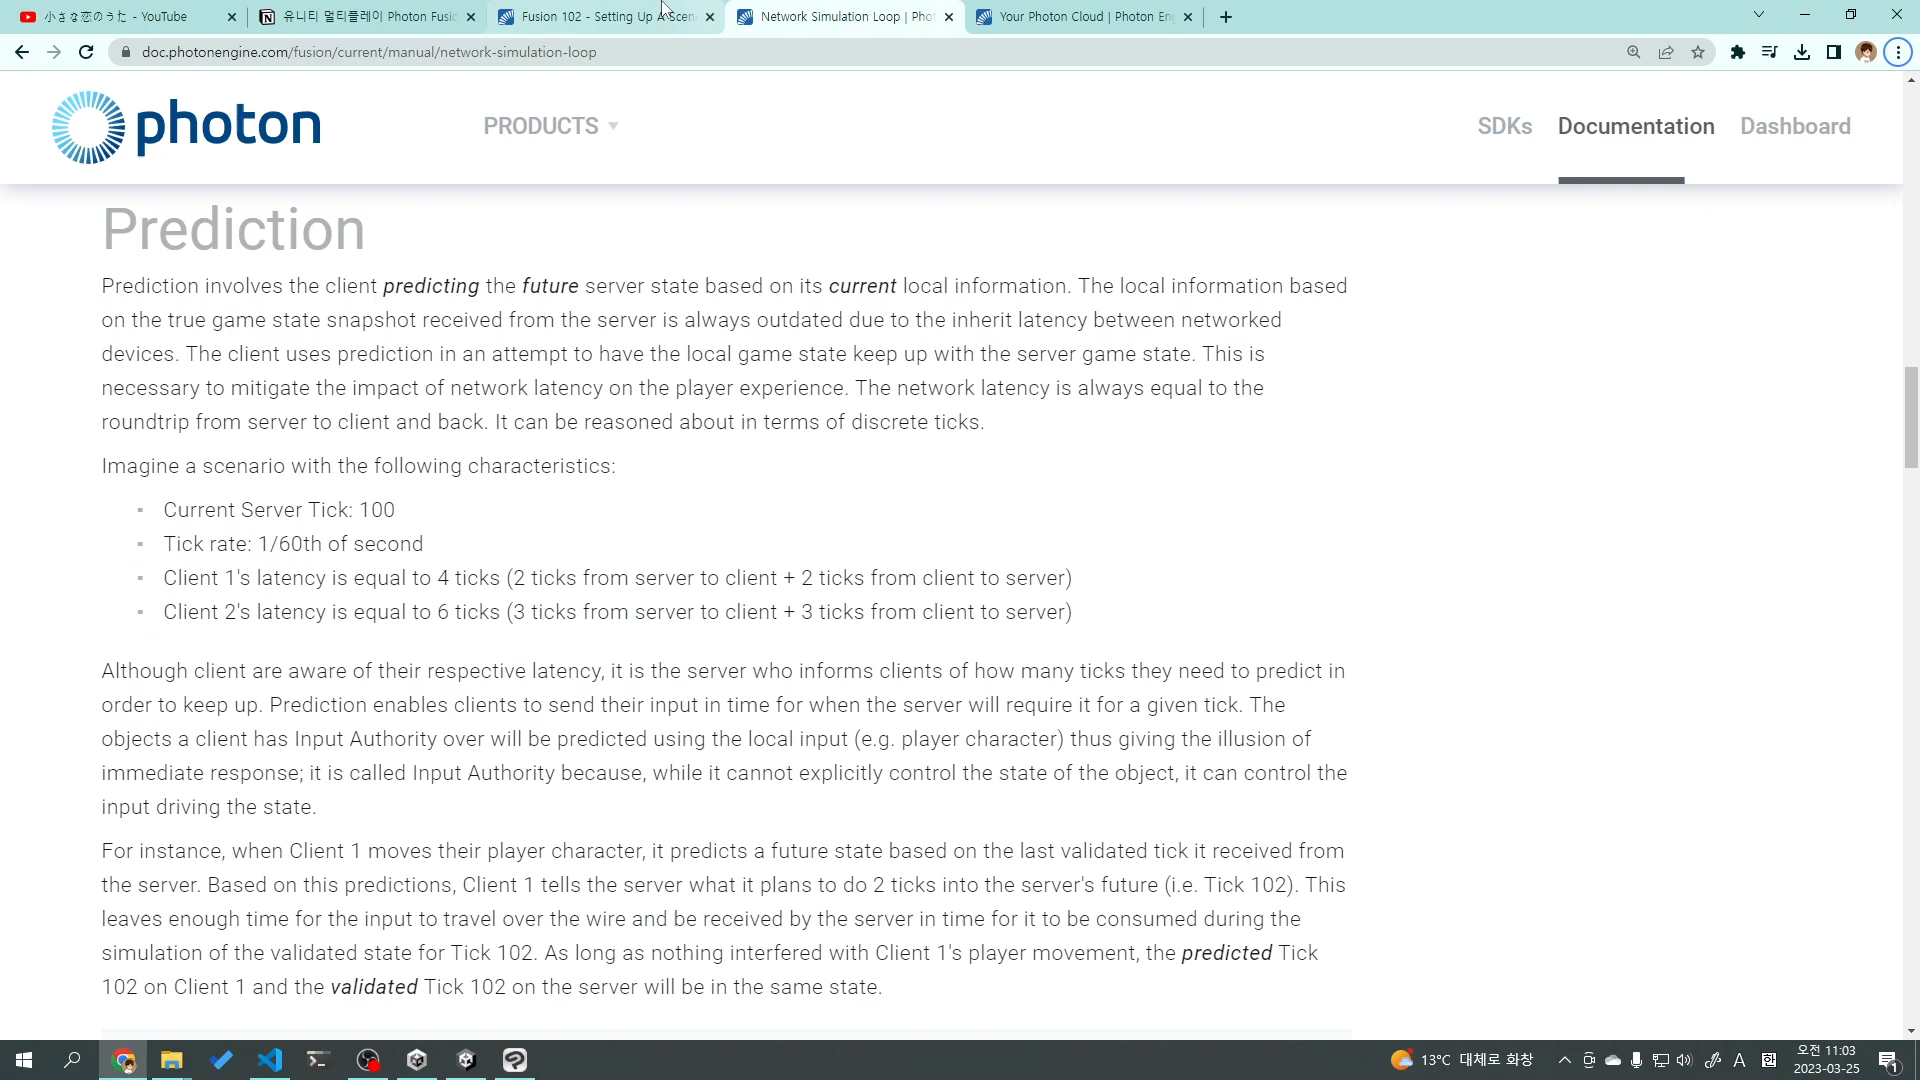 小さな恋のうた - YouTube
유니티 멀티플레이 Photon Fusio
Fusion 102 - Setting Up A Scen
Network Simulation Loop | Phot
Your Photon Cloud | Photon Eng
doc.photonengine.com/fusion/current/manual/network-simulation-loop
photon
PRODUCTS
SDKs
Documentation
Dashboard
Prediction
Prediction involves the client predicting the future server state based on its current local information. The local information based
on the true game state snapshot received from the server is always outdated due to the inherit latency between networked
devices. The client uses prediction in an attempt to have the local game state keep up with the server game state. This is
necessary to mitigate the impact of network latency on the player experience. The network latency is always equal to the
roundtrip from server to client and back. It can be reasoned about in terms of discrete ticks.
Imagine a scenario with the following characteristics:
Current Server Tick: 100
Tick rate: 1/60th of second
Client 1's latency is equal to 4 ticks (2 ticks from server to client + 2 ticks from client to server)
Client 2's latency is equal to 6 ticks (3 ticks from server to client + 3 ticks from client to server)
Although client are aware of their respective latency, it is the server who informs clients of how many ticks they need to predict in
order to keep up. Prediction enables clients to send their input in time for when the server will require it for a given tick. The
objects a client has Input Authority over will be predicted using the local input (e.g. player character) thus giving the illusion of
immediate response; it is called Input Authority because, while it cannot explicitly control the state of the object, it can control the
input driving the state.
For instance, when Client 1 moves their player character, it predicts a future state based on the last validated tick it received from
the server. Based on this predictions, Client 1 tells the server what it plans to do 2 ticks into the server's future (i.e. Tick 102). This
leaves enough time for the input to travel over the wire and be received by the server in time for it to be consumed during the
simulation of the validated state for Tick 102. As long as nothing interfered with Client 1's player movement, the predicted Tick
102 on Client 1 and the validated Tick 102 on the server will be in the same state.
13°C 대체로 화창
A
한
오전 11:03
2023-03-25
1